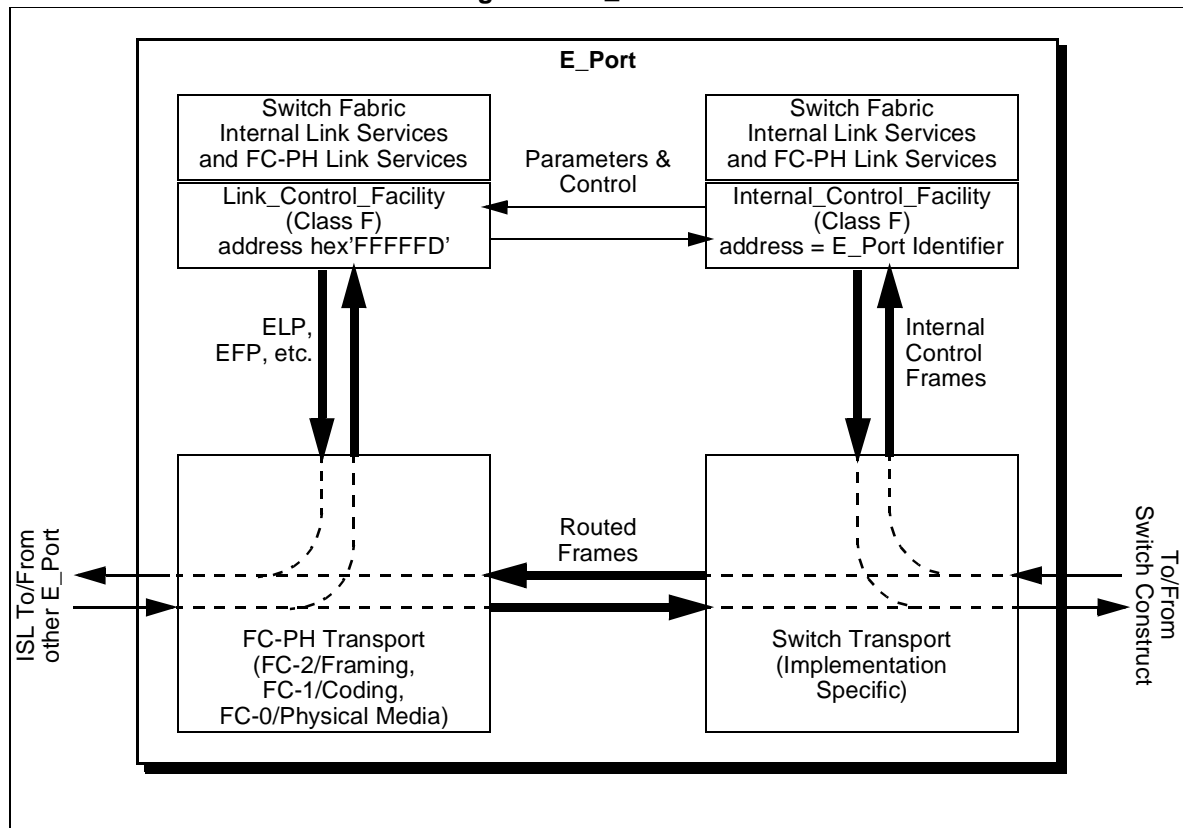 E_Port
Switch Fabric
Internal Link Services
and FC-PH Link Services
Link_Control_Facility
(Class F)
address hex’FFFFFD’
Parameters &
Control
Switch Fabric
Internal Link Services
and FC-PH Link Services
Internal_Control_Facility
(Class F)
address = E_Port Identifier
ELP,
EFP, etc.
Internal
Control
Frames
ISL To/From
other E_Port
Routed
Frames
To/From
Switch Construct
FC-PH Transport
(FC-2/Framing,
FC-1/Coding,
FC-0/Physical Media)
Switch Transport
(Implementation
Specific)